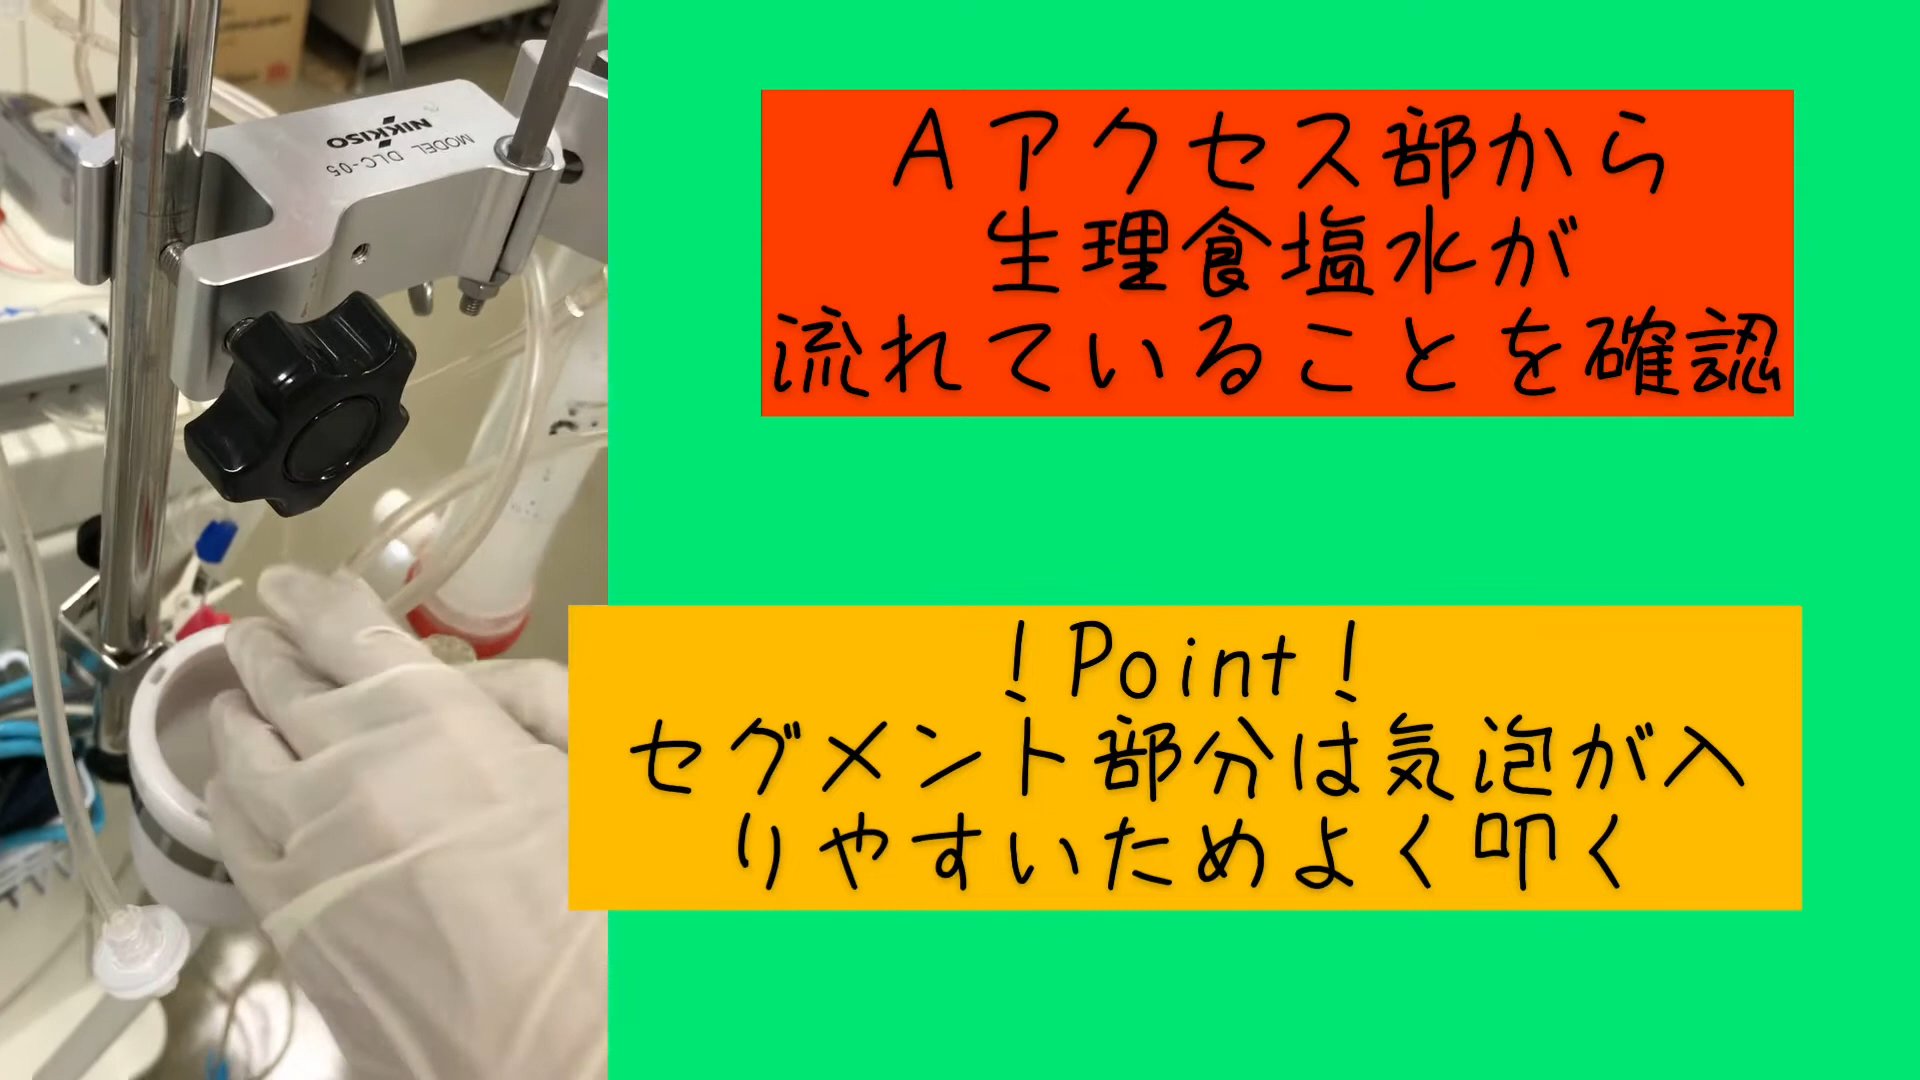 NIKKISO
MODEL DLC-05
Aアクセス部から
生理食塩水が
流れていることを確認
！Point！
セグメント部分は気泡が入
りやすいためよく叩く